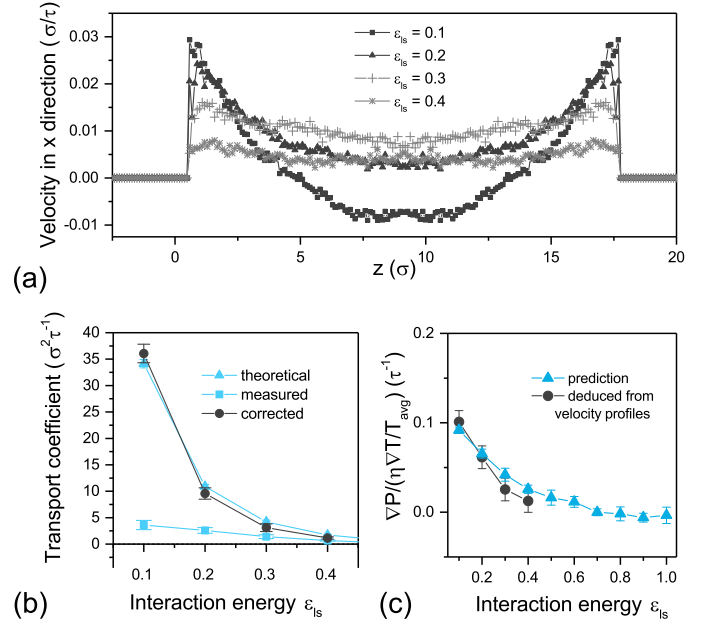 0.03
0.02
0.01
0.00
-0.01
Velocity in x direction (σ/τ)
ε_ls = 0.1
ε_ls = 0.2
ε_ls = 0.3
ε_ls = 0.4
0 5 10 15 20
z (σ)
(a)
40
35
30
25
20
15
10
5
0
Transport coefficient (σ²τ⁻¹)
theoretical
measured
corrected
0.1 0.2 0.3 0.4
Interaction energy ε_ls
(b)
0.2
0.1
0.0
∇P/(η∇T/T_avg) (τ⁻¹)
prediction
deduced from
velocity profiles
0.2 0.4 0.6 0.8 1.0
Interaction energy ε_ls
(c)